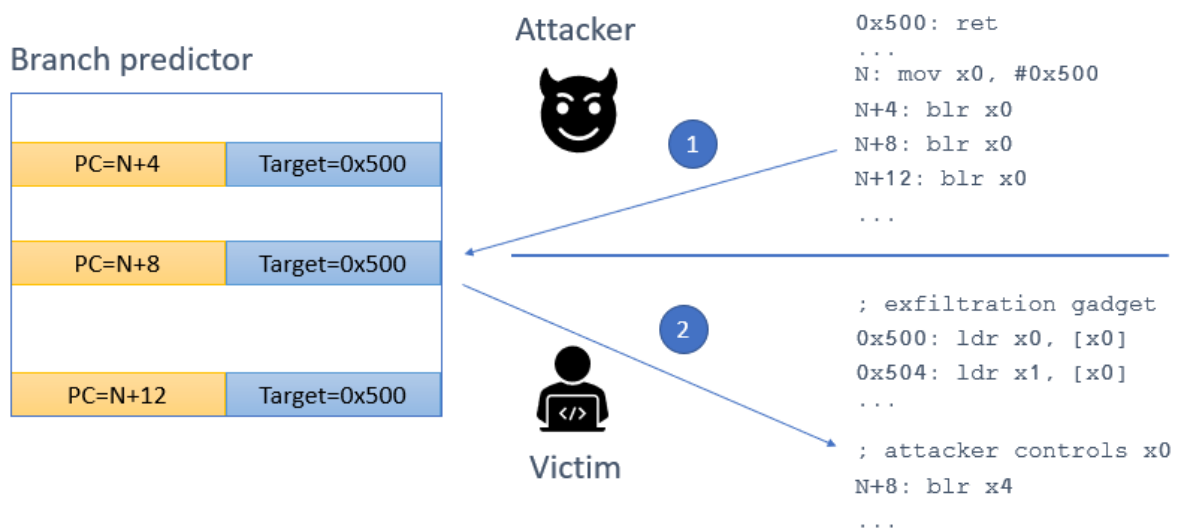 Branch predictor
PC=N+4 Target=0x500
PC=N+8 Target=0x500
PC=N+12 Target=0x500
Attacker
1
0x500: ret
...
N: mov x0, #0x500
N+4: blr x0
N+8: blr x0
N+12: blr x0
...
2
</>
Victim
; exfiltration gadget
0x500: ldr x0, [x0]
0x504: ldr x1, [x0]
...
; attacker controls x0
N+8: blr x4
...